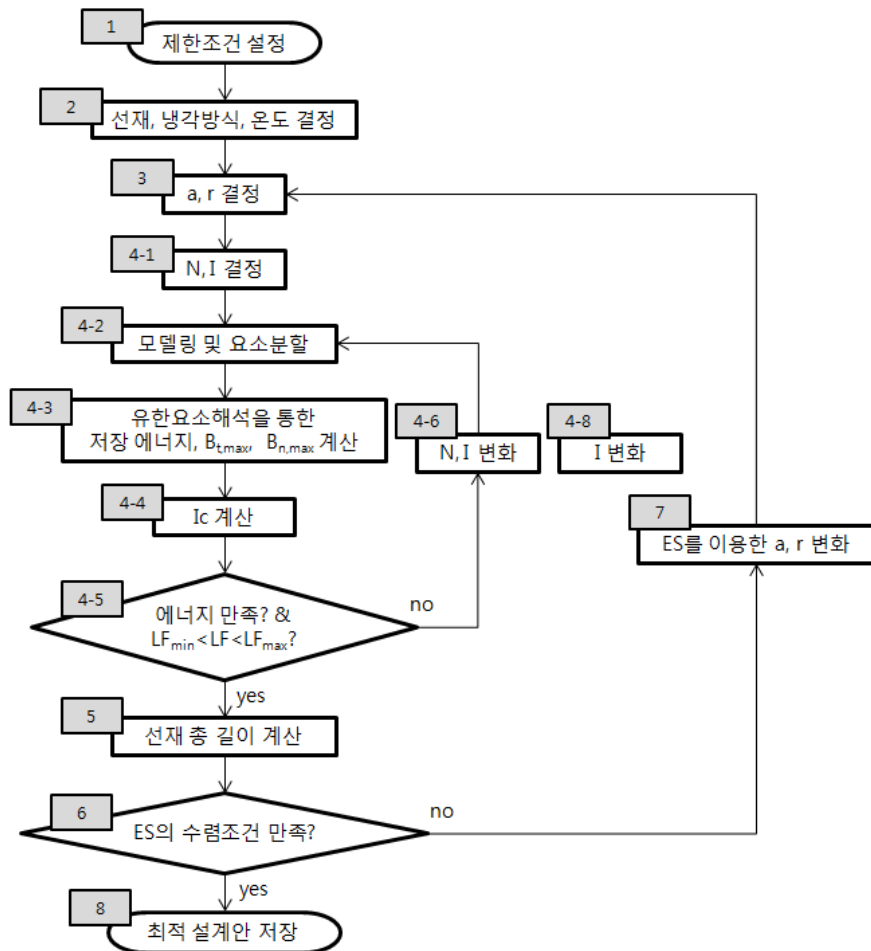 1
제한조건 설정
2
선재, 냉각방식, 온도 결정
3
a, r 결정
4-1
N, I 결정
4-2
모델링 및 요소분할
4-3
유한요소해석을 통한
저장 에너지, Bt,max, Bn,max 계산
4-6
N, I 변화
4-8
I 변화
4-4
Ic 계산
7
ES를 이용한 a, r 변화
4-5
에너지 만족? &
LFmin<LF<LFmax?
no
yes
5
선재 총 길이 계산
6
ES의 수렴조건 만족?
no
yes
8
최적 설계안 저장